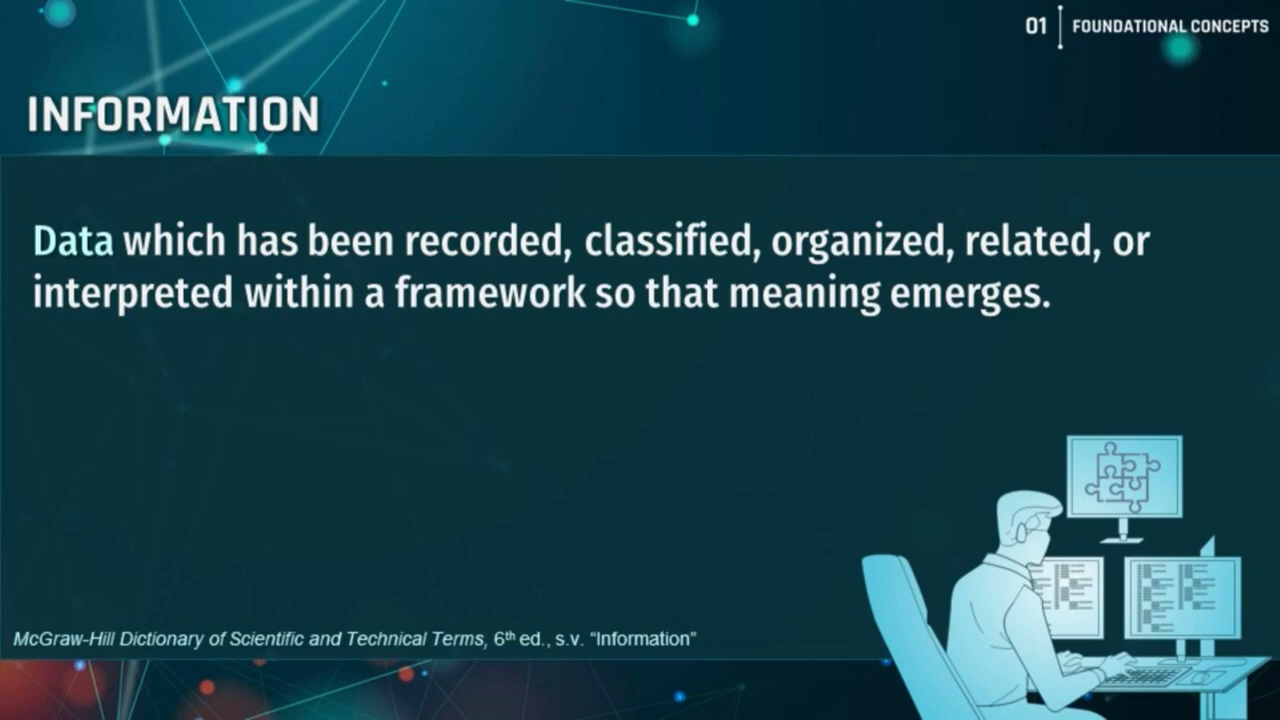 01 FOUNDATIONAL CONCEPTS
INFORMATION
Data which has been recorded, classified, organized, related, or
interpreted within a framework so that meaning emerges.
McGraw-Hill Dictionary of Scientific and Technical Terms, 6th ed., s.v. “Information”